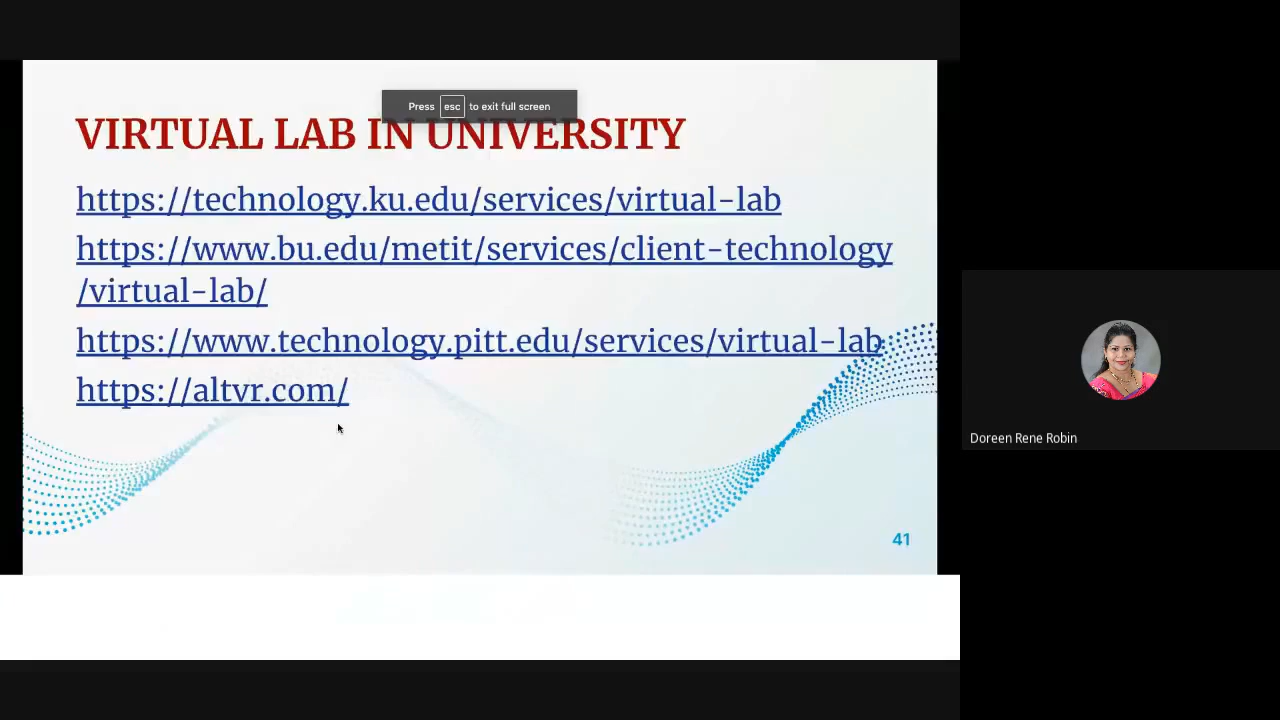 Press esc to exit full screen
VIRTUAL LAB IN UNIVERSITY
https://technology.ku.edu/services/virtual-lab
https://www.bu.edu/metit/services/client-technology
/virtual-lab/
https://www.technology.pitt.edu/services/virtual-lab
https://altvr.com/
41
Doreen Rene Robin